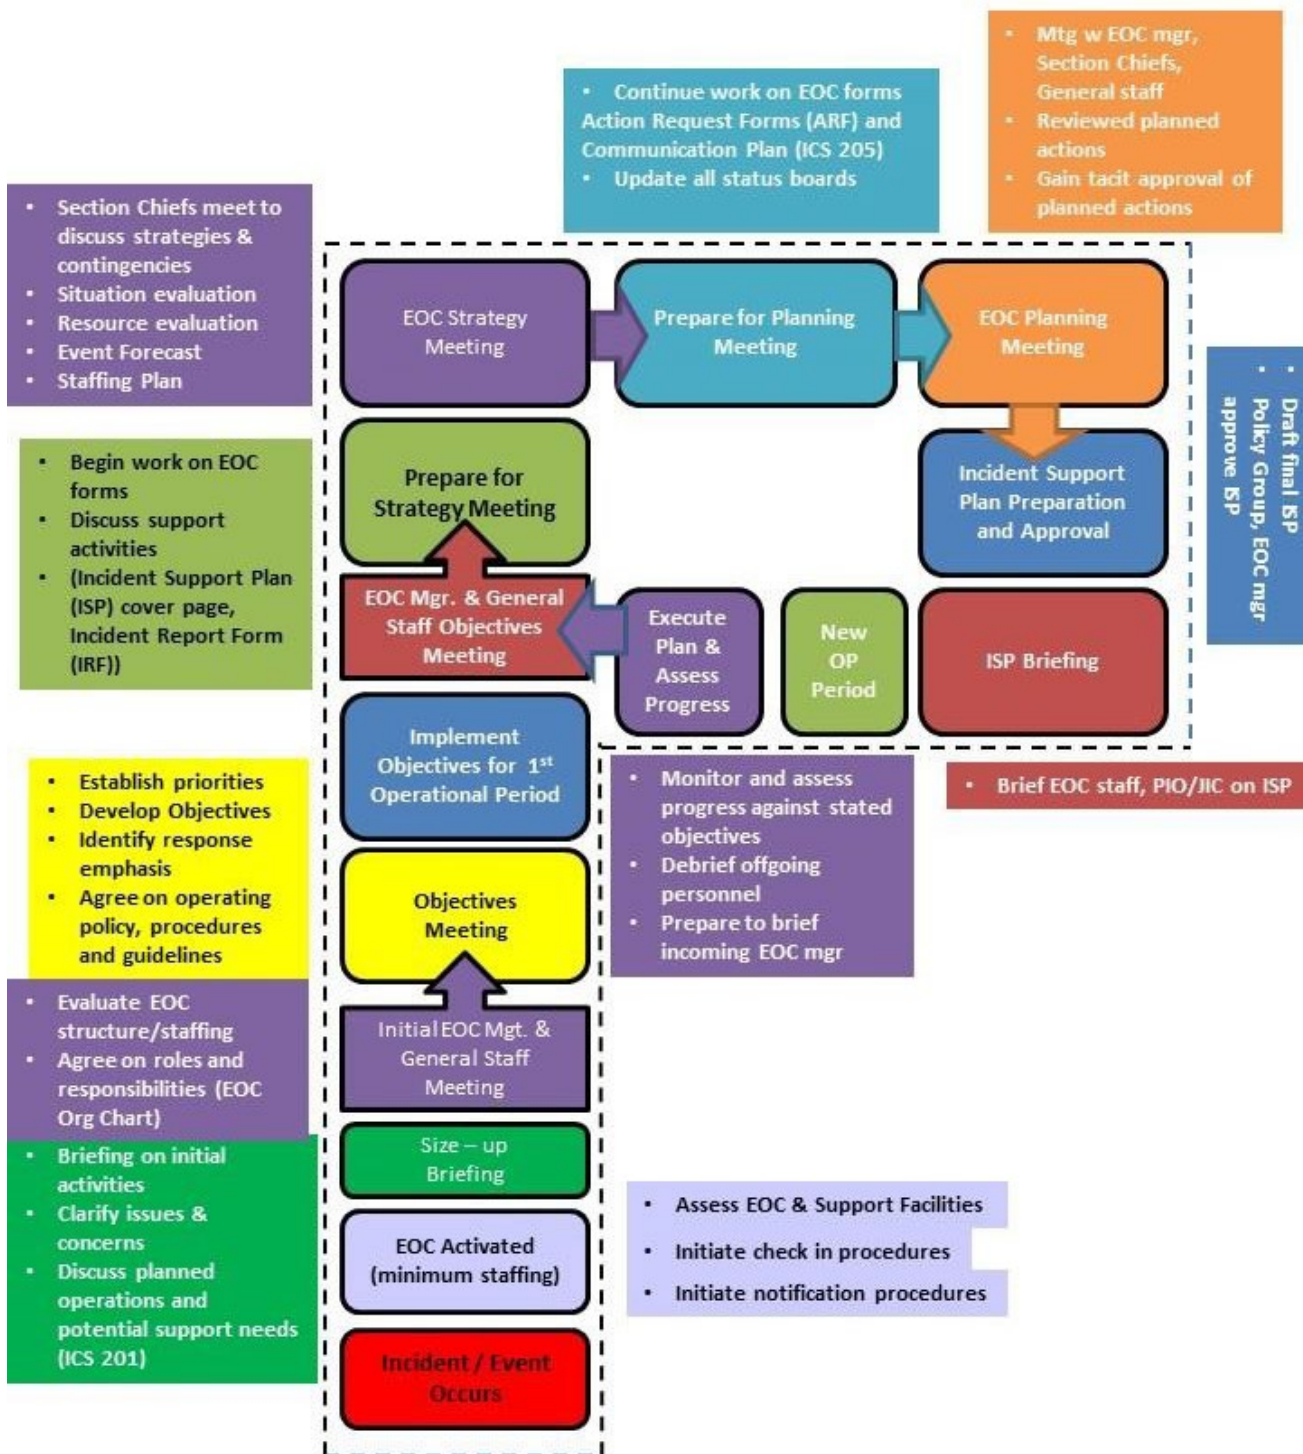 • Mtg w EOC mgr,
Section Chiefs,
General staff
• Reviewed planned
actions
• Gain tacit approval of
planned actions
• Continue work on EOC forms
Action Request Forms (ARF) and
Communication Plan (ICS 205)
• Update all status boards
• Section Chiefs meet to
discuss strategies &
contingencies
• Situation evaluation
• Resource evaluation
• Event Forecast
• Staffing Plan
EOC Strategy
Meeting
Prepare for Planning
Meeting
EOC Planning
Meeting
• Draft final ISP
• Policy Group, EOC mgr
approve ISP
• Begin work on EOC
forms
• Discuss support
activities
• (Incident Support Plan
(ISP) cover page,
Incident Report Form
(IRF))
Prepare for
Strategy Meeting
Incident Support
Plan Preparation
and Approval
EOC Mgr. & General
Staff Objectives
Meeting
Execute
Plan &
Assess
Progress
New
OP
Period
ISP Briefing
Implement
Objectives for 1st
Operational Period
• Establish priorities
• Develop Objectives
• Identify response
emphasis
• Agree on operating
policy, procedures
and guidelines
Objectives
Meeting
• Monitor and assess
progress against stated
objectives
• Debrief offgoing
personnel
• Prepare to brief
incoming EOC mgr
• Brief EOC staff, PIO/JIC on ISP
• Evaluate EOC
structure/staffing
• Agree on roles and
responsibilities (EOC
Org Chart)
Initial EOC Mgt. &
General Staff
Meeting
• Briefing on initial
activities
• Clarify issues &
concerns
• Discuss planned
operations and
potential support needs
(ICS 201)
Size – up
Briefing
EOC Activated
(minimum staffing)
• Assess EOC & Support Facilities
• Initiate check in procedures
• Initiate notification procedures
Incident / Event
Occurs